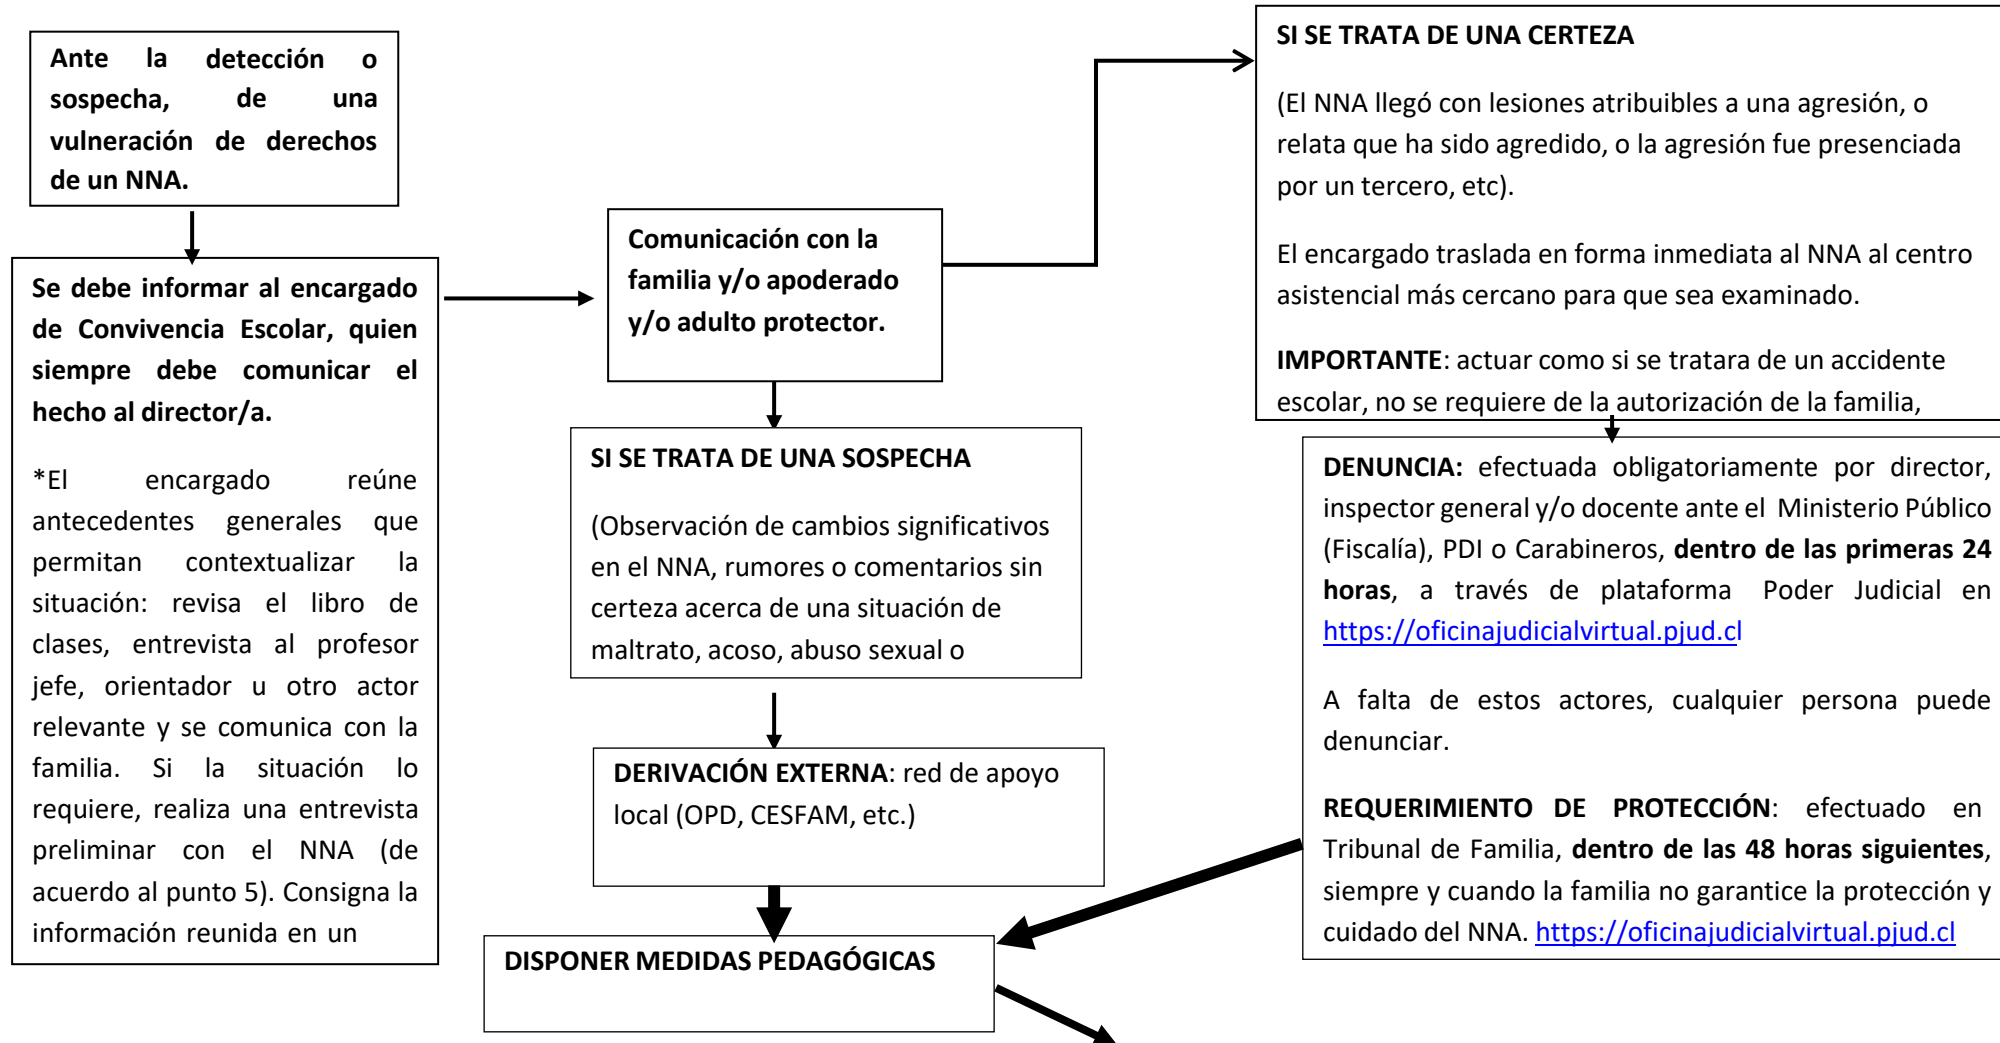 Ante la detección o
sospecha, de una
vulneración de derechos
de un NNA.
Se debe informar al encargado
de Convivencia Escolar, quien
siempre debe comunicar el
hecho al director/a.
*El encargado reúne
antecedentes generales que
permitan contextualizar la
situación: revisa el libro de
clases, entrevista al profesor
jefe, orientador u otro actor
relevante y se comunica con la
familia. Si la situación lo
requiere, realiza una entrevista
preliminar con el NNA (de
acuerdo al punto 5). Consigna la
información reunida en un
Comunicación con la
familia y/o apoderado
y/o adulto protector.
SI SE TRATA DE UNA SOSPECHA
(Observación de cambios significativos
en el NNA, rumores o comentarios sin
certeza acerca de una situación de
maltrato, acoso, abuso sexual o
DERIVACIÓN EXTERNA: red de apoyo
local (OPD, CESFAM, etc.)
DISPONER MEDIDAS PEDAGÓGICAS
SI SE TRATA DE UNA CERTEZA
(El NNA llegó con lesiones atribuibles a una agresión, o
relata que ha sido agredido, o la agresión fue presenciada
por un tercero, etc).
El encargado traslada en forma inmediata al NNA al centro
asistencial más cercano para que sea examinado.
IMPORTANTE: actuar como si se tratara de un accidente
escolar, no se requiere de la autorización de la familia,
DENUNCIA: efectuada obligatoriamente por director,
inspector general y/o docente ante el Ministerio Público
(Fiscalía), PDI o Carabineros, dentro de las primeras 24
horas, a través de plataforma Poder Judicial en
https://oficinajudicialvirtual.pjud.cl
A falta de estos actores, cualquier persona puede
denunciar.
REQUERIMIENTO DE PROTECCIÓN: efectuado en
Tribunal de Familia, dentro de las 48 horas siguientes,
siempre y cuando la familia no garantice la protección y
cuidado del NNA. https://oficinajudicialvirtual.pjud.cl